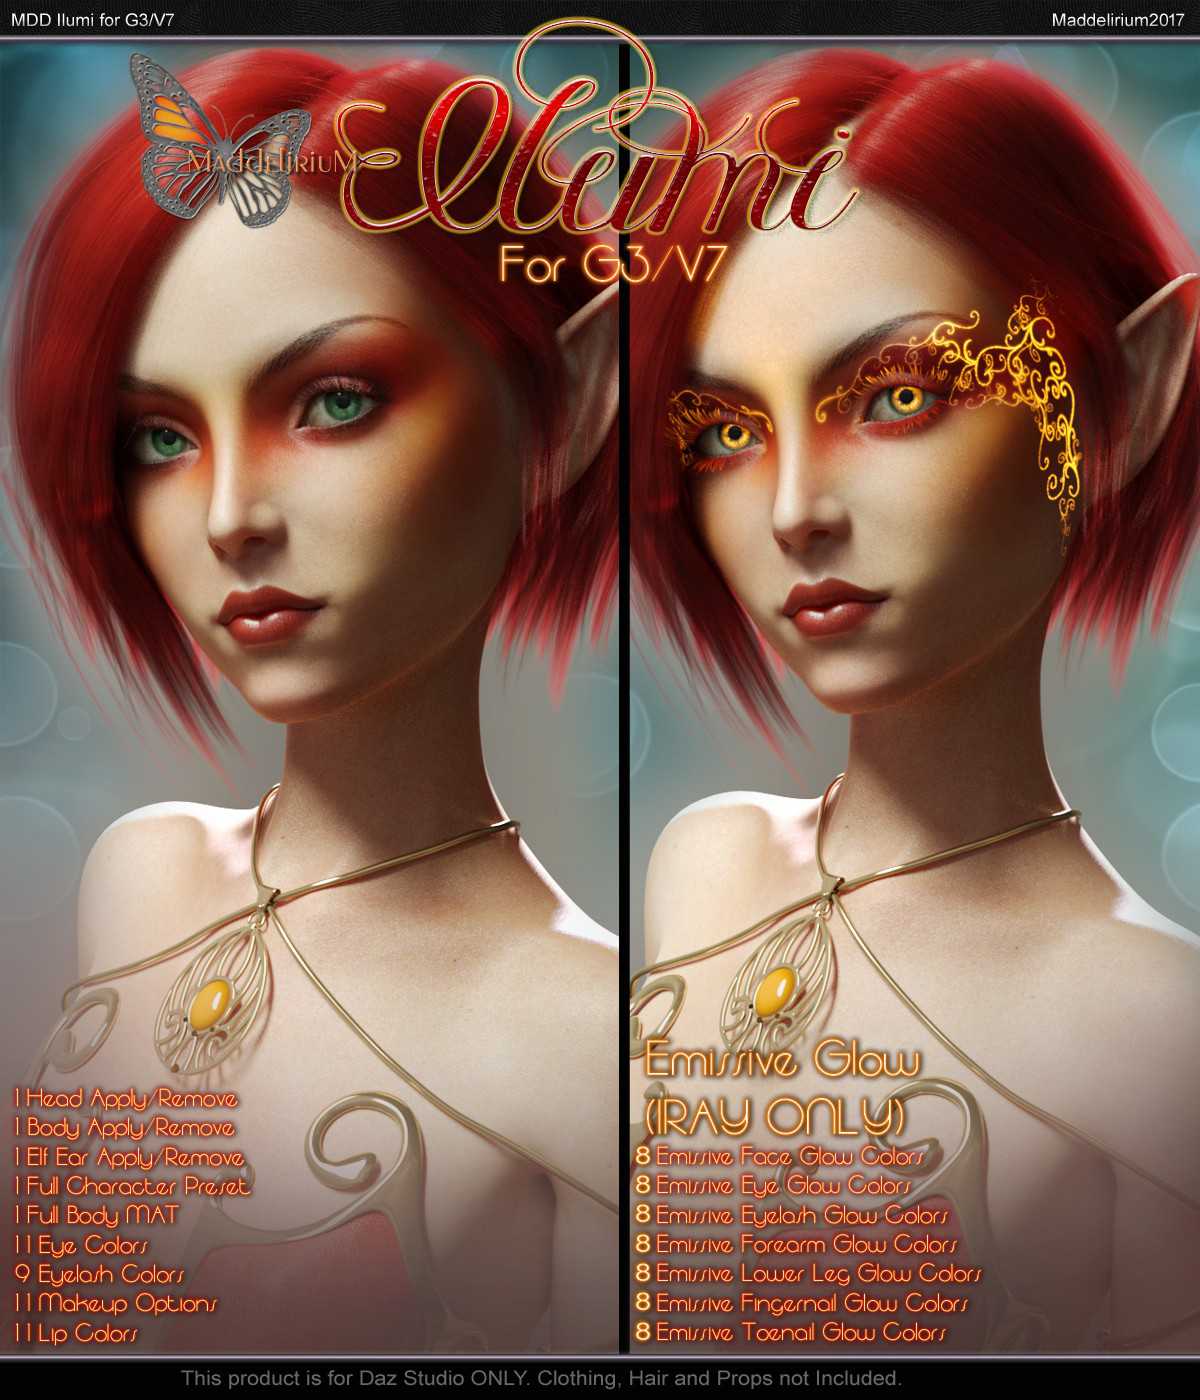 MDD Ilumi for G3/V7
Maddelirium2017
MaddeliriuM
Illumi
For G3/V7
1 Head Apply/Remove
1 Body Apply/Remove
1 Elf Ear Apply/Remove
1 Full Character Preset
1 Full Body MAT
11 Eye Colors
9 Eyelash Colors
11 Makeup Options
11 Lip Colors
Emissive Glow
(IRAY ONLY)
8 Emissive Face Glow Colors
8 Emissive Eye Glow Colors
8 Emissive Eyelash Glow Colors
8 Emissive Forearm Glow Colors
8 Emissive Lower Leg Glow Colors
8 Emissive Fingernail Glow Colors
8 Emissive Toenail Glow Colors
This product is for Daz Studio ONLY. Clothing, Hair and Props not Included.